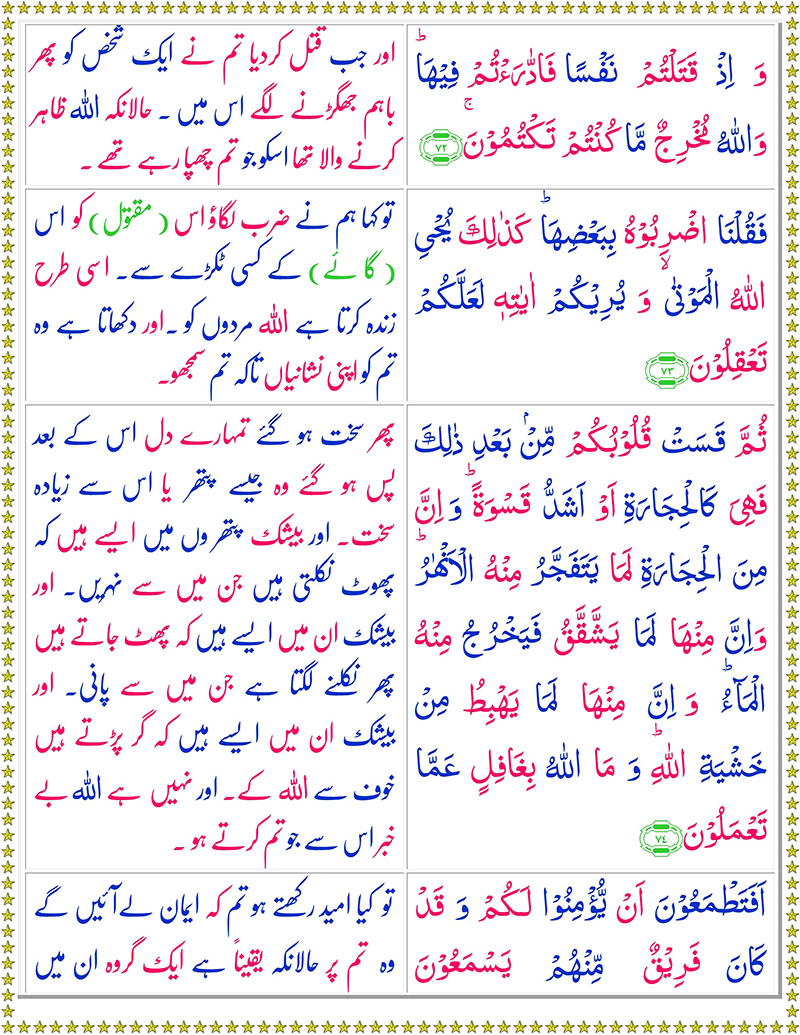 وَ اِذْ قَتَلْتُمْ نَفْسًا فَادّٰرَءْتُمْ فِيْهَاؕ
وَاللّٰهُ مُخْرِجٌ مَّا كُنْتُمْ تَكْتُمُوْنَۚ ﴿٧٢﴾
اور جب قتل کردیا تم نے ایک شخص کو پھر
باہم جھگڑنے لگے اس میں ۔ حالانکہ اللہ ظاہر
کرنے والا تھا اسکو جو تم چھپا رہے تھے ۔
فَقُلْنَا اضْرِبُوْهُ بِبَعْضِهَاؕ كَذٰلِكَ يُحْيِ
اللّٰهُ الْمَوْتٰىۙ وَ يُرِيْكُمْ اٰيٰتِهٖ لَعَلَّكُمْ
تَعْقِلُوْنَ ﴿٧٣﴾
تو کہا ہم نے ضرب لگاؤ اس (مقتول) کو اس
(گائے) کے کسی ٹکڑے سے۔ اسی طرح
زندہ کرتا ہے اللہ مردوں کو ۔اور دکھاتا ہے وہ
تم کو اپنی نشانیاں تاکہ تم سمجھو۔
ثُمَّ قَسَتْ قُلُوْبُكُمْ مِّنْۢ بَعْدِ ذٰلِكَ
فَهِىَ كَالْحِجَارَةِ اَوْ اَشَدُّ قَسْوَةًؕ وَاِنَّ
مِنَ الْحِجَارَةِ لَمَا يَتَفَجَّرُ مِنْهُ الْاَنْهٰرُؕ
وَاِنَّ مِنْهَا لَمَا يَشَّقَّقُ فَيَخْرُجُ مِنْهُ
الْمَآءُؕ وَ اِنَّ مِنْهَا لَمَا يَهْبِطُ مِنْ
خَشْيَةِ اللّٰهِؕ وَ مَا اللّٰهُ بِغَافِلٍ عَمَّا
تَعْمَلُوْنَ ﴿٧٤﴾
پھر سخت ہو گئے تمہارے دل اس کے بعد
پس ہو گئے وہ جیسے پتھر یا اس سے زیادہ
سخت۔ اور بیشک پتھروں میں ایسے ہیں کہ
پھوٹ نکلتی ہیں جن میں سے نہریں۔ اور
بیشک ان میں ایسے ہیں کہ پھٹ جاتے ہیں
پھر نکلنے لگتا ہے جن میں سے پانی۔ اور
بیشک ان میں ایسے ہیں کہ گر پڑتے ہیں
خوف سے اللہ کے۔ اور نہیں ہے اللہ بے
خبر اس سے جو تم کرتے ہو ۔
اَفَتَطْمَعُوْنَ اَنْ يُّؤْمِنُوْا لَكُمْ وَ قَدْ
كَانَ فَرِيْقٌ مِّنْهُمْ يَسْمَعُوْنَ
تو کیا امید رکھتے ہو تم کہ ایمان لے آئیں گے
وہ تم پر حالانکہ یقیناً ہے ایک گروہ ان میں